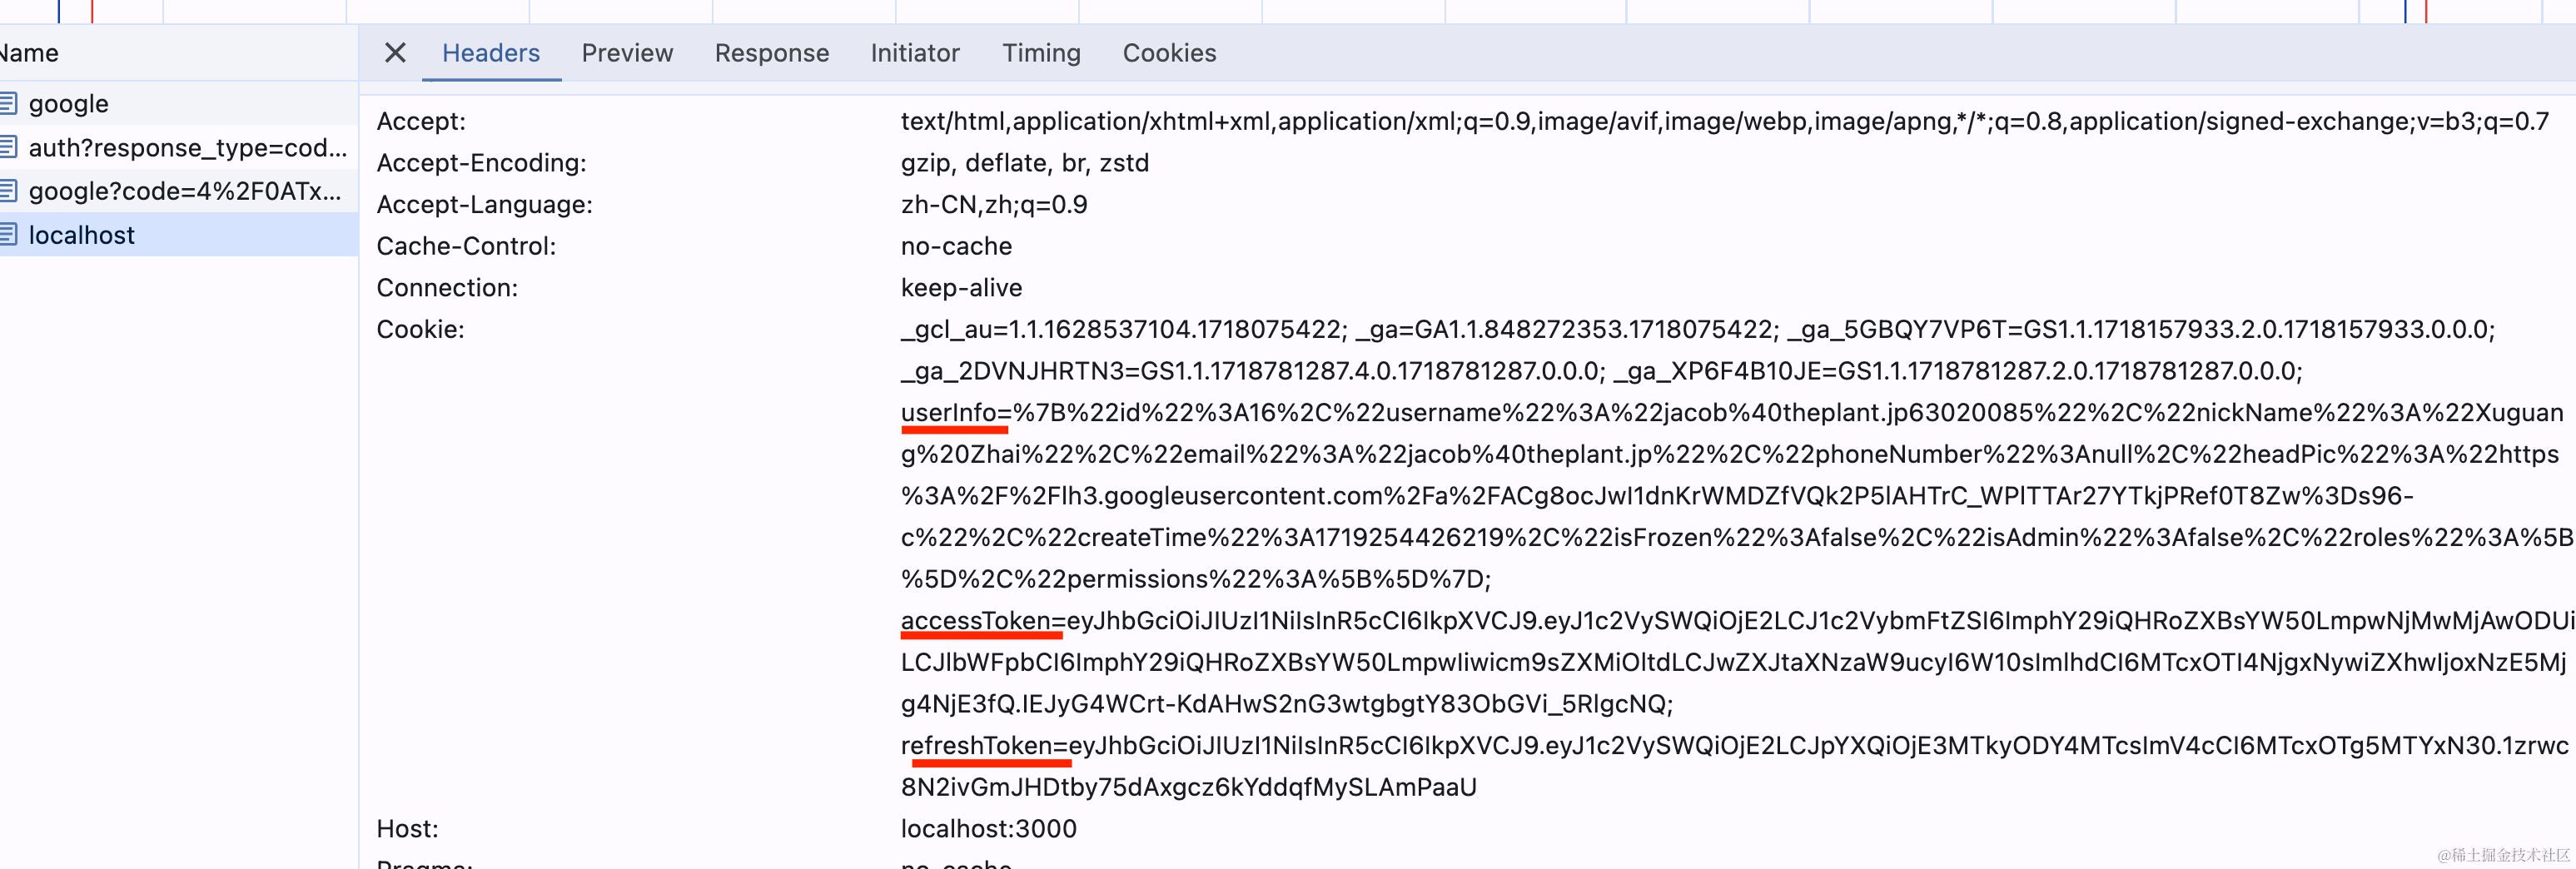 Name
Headers Preview Response Initiator Timing Cookies
google
auth?response_type=cod...
google?code=4%2F0ATx...
localhost
Accept: text/html,application/xhtml+xml,application/xml;q=0.9,image/avif,image/webp,image/apng,*/*;q=0.8,application/signed-exchange;v=b3;q=0.7
Accept-Encoding: gzip, deflate, br, zstd
Accept-Language: zh-CN,zh;q=0.9
Cache-Control: no-cache
Connection: keep-alive
Cookie: _gcl_au=1.1.1628537104.1718075422; _ga=GA1.1.848272353.1718075422; _ga_5GBQY7VP6T=GS1.1.1718157933.2.0.1718157933.0.0.0;
_ga_2DVNJHRTN3=GS1.1.1718781287.4.0.1718781287.0.0.0; _ga_XP6F4B10JE=GS1.1.1718781287.2.0.1718781287.0.0.0;
userInfo=%7B%22id%22%3A16%2C%22username%22%3A%22jacob%40theplant.jp63020085%22%2C%22nickName%22%3A%22Xuguan
g%20Zhai%22%2C%22email%22%3A%22jacob%40theplant.jp%22%2C%22phoneNumber%22%3Anull%2C%22headPic%22%3A%22https
%3A%2F%2Flh3.googleusercontent.com%2Fa%2FACg8ocJwI1dnKrWMDZfVQk2P5lAHTrC_WPlTTAr27YTkjPRef0T8Zw%3Ds96-
c%22%2C%22createTime%22%3A1719254426219%2C%22isFrozen%22%3Afalse%2C%22isAdmin%22%3Afalse%2C%22roles%22%3A%5B
%5D%2C%22permissions%22%3A%5B%5D%7D;
accessToken=eyJhbGciOiJIUzI1NiIsInR5cCI6IkpXVCJ9.eyJ1c2VySWQiOjE2LCJ1c2VybmFtZSI6ImphY29iQHRoZXBsYW50LmpwNjMwMjAwODUi
LCJlbWFpbCI6ImphY29iQHRoZXBsYW50LmpwIiwicm9sZXMiOltdLCJwZXJtaXNzaW9ucyI6W10sImlhdCI6MTcxOTI4NjgxNywiZXhwIjoxNzE5Mj
g4NjE3fQ.IEJyG4WCrt-KdAHwS2nG3wtgbgtY83ObGVi_5RlgcNQ;
refreshToken=eyJhbGciOiJIUzI1NiIsInR5cCI6IkpXVCJ9.eyJ1c2VySWQiOjE2LCJpYXQiOjE3MTkyODY4MTcsImV4cCI6MTcxOTg5MTYxN30.1zrwc
8N2ivGmJHDtby75dAxgcz6kYddqfMySLAmPaaU
Host: localhost:3000
Pragma: no-cache
@稀土掘金技术社区